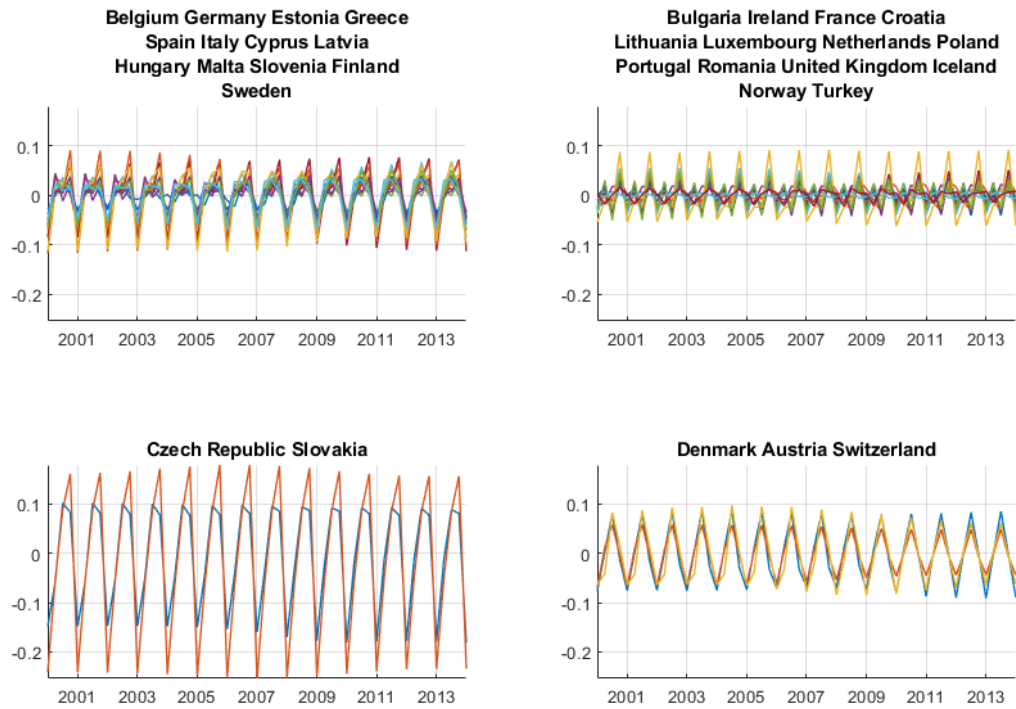 Belgium Germany Estonia Greece
Spain Italy Cyprus Latvia
Hungary Malta Slovenia Finland
Sweden
0.1
0
-0.1
-0.2
2001 2003 2005 2007 2009 2011 2013
Bulgaria Ireland France Croatia
Lithuania Luxembourg Netherlands Poland
Portugal Romania United Kingdom Iceland
Norway Turkey
0.1
0
-0.1
-0.2
2001 2003 2005 2007 2009 2011 2013
Czech Republic Slovakia
0.1
0
-0.1
-0.2
2001 2003 2005 2007 2009 2011 2013
Denmark Austria Switzerland
0.1
0
-0.1
-0.2
2001 2003 2005 2007 2009 2011 2013